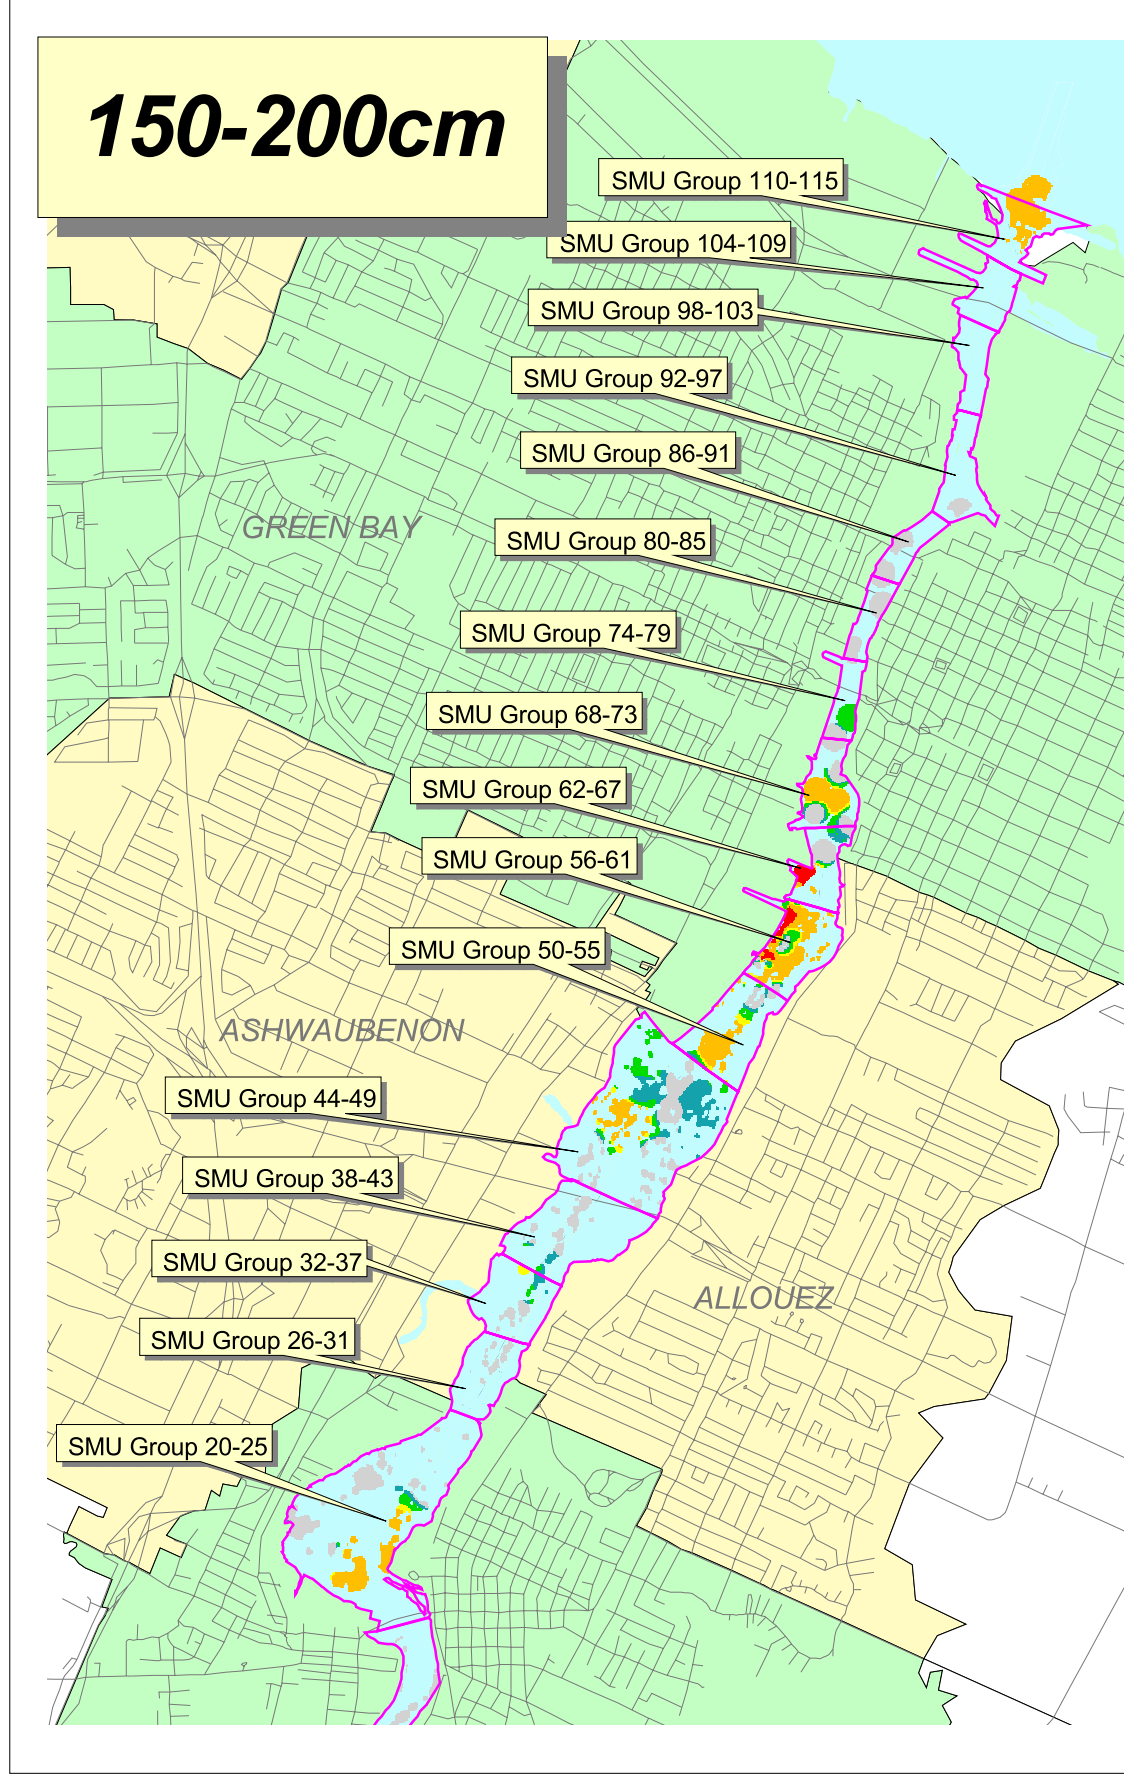 150-200cm
SMU Group 110-115
SMU Group 104-109
SMU Group 98-103
SMU Group 92-97
SMU Group 86-91
GREEN BAY
SMU Group 80-85
SMU Group 74-79
SMU Group 68-73
SMU Group 62-67
SMU Group 56-61
SMU Group 50-55
ASHWAUBENON
SMU Group 44-49
SMU Group 38-43
SMU Group 32-37
ALLOUEZ
SMU Group 26-31
SMU Group 20-25